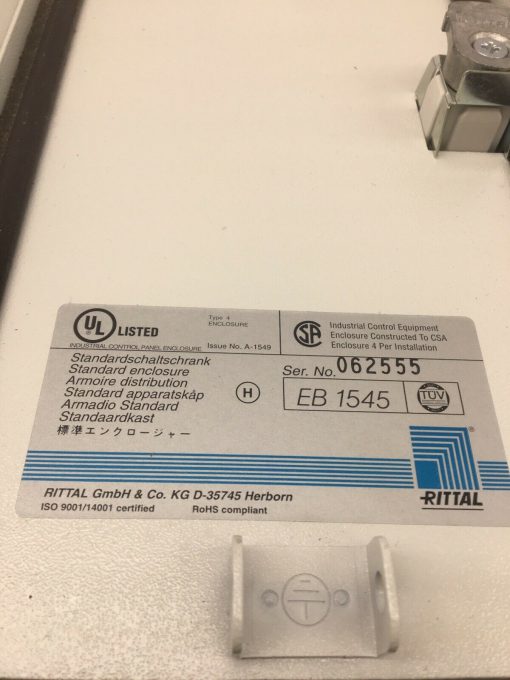 UL LISTED
Type 4
ENCLOSURE
INDUSTRIAL CONTROL PANEL ENCLOSURE Issue No. A-1549
SA Industrial Control Equipment
Enclosure Constructed To CSA
Enclosure 4 Per Installation
Standardschaltschrank
Standard enclosure
Armoire distribution
Standard apparatskåp
Armadio Standard
Standaardkast
標準エンクロージャー
H
Ser. No. 062555
EB 1545
TÜV
RITTAL
RITTAL GmbH & Co. KG D-35745 Herborn
ISO 9001/14001 certified RoHS compliant